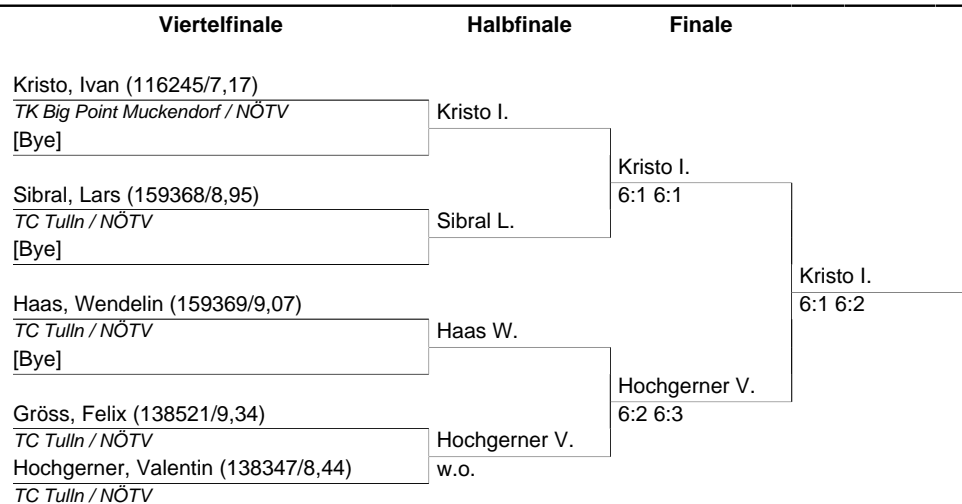 Viertelfinale Halbfinale Finale
Kristo, Ivan (116245/7,17)
TK Big Point Muckendorf / NÖTV Kristo I.
[Bye]
Kristo I.
Sibral, Lars (159368/8,95) 6:1 6:1
TC Tulln / NÖTV Sibral L.
[Bye]
Kristo I.
Haas, Wendelin (159369/9,07) 6:1 6:2
TC Tulln / NÖTV Haas W.
[Bye]
Hochgerner V.
Gröss, Felix (138521/9,34) 6:2 6:3
TC Tulln / NÖTV Hochgerner V.
Hochgerner, Valentin (138347/8,44) w.o.
TC Tulln / NÖTV